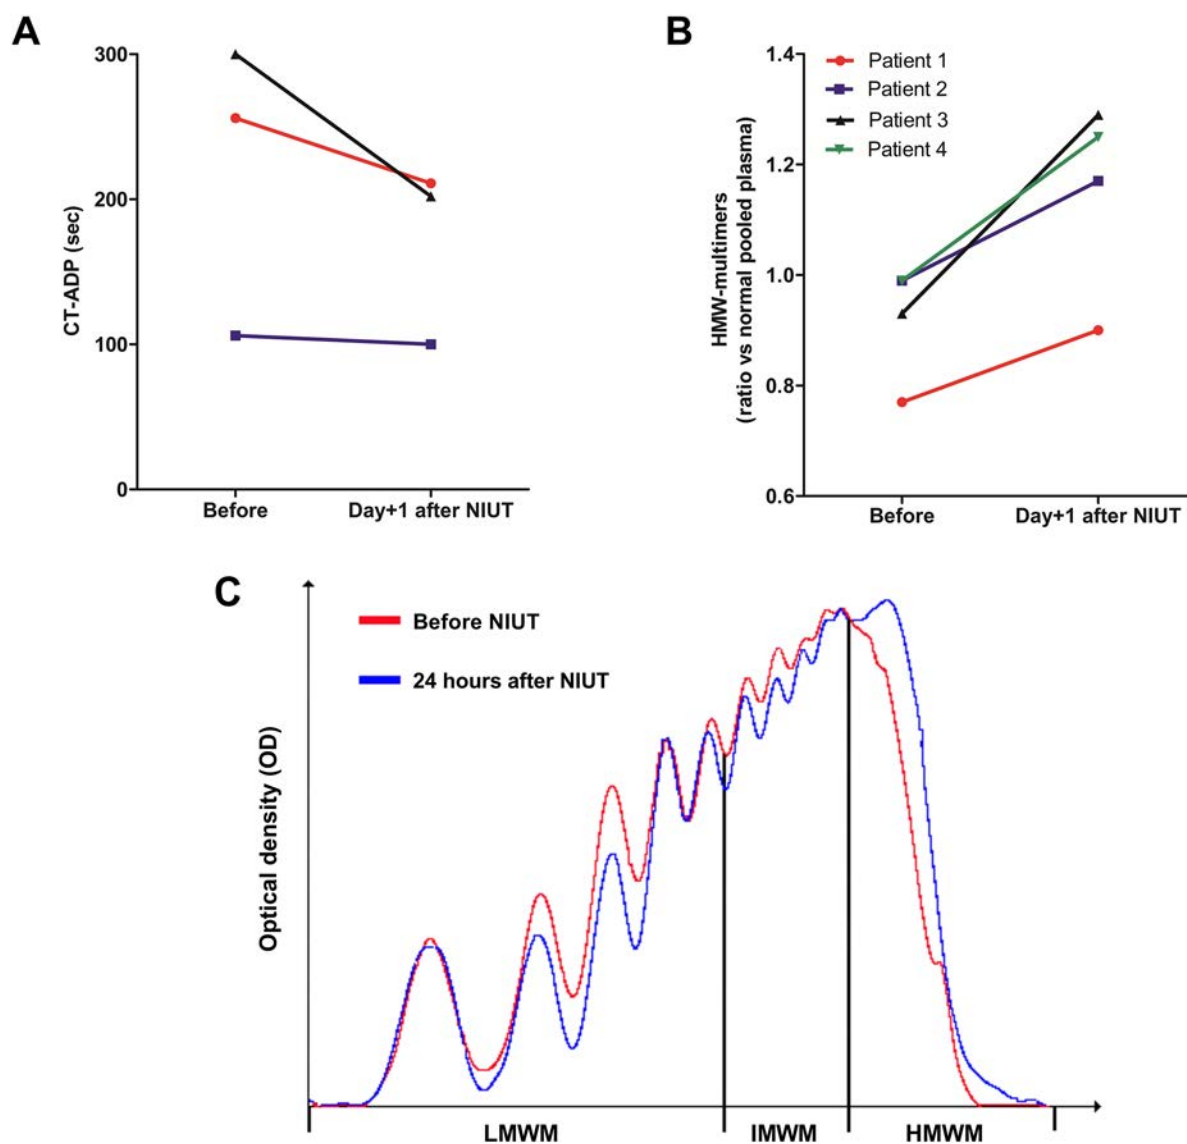 A
300
200
100
0
CT-ADP (sec)
Before
Day+1 after NIUT
B
1.4
1.2
1.0
0.8
0.6
HMW-multimers
(ratio vs normal pooled plasma)
Patient 1
Patient 2
Patient 3
Patient 4
Before
Day+1 after NIUT
C
Before NIUT
24 hours after NIUT
Optical density (OD)
LMWM
IMWM
HMWM